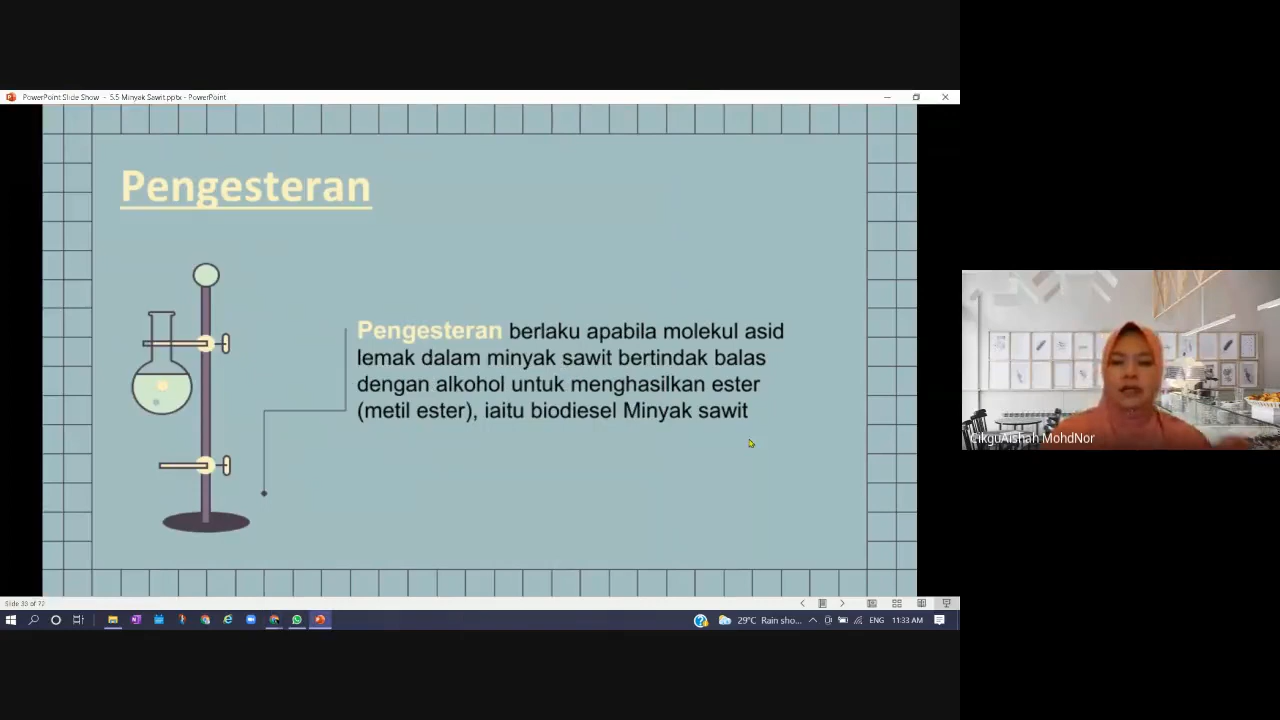 PowerPoint Slide Show - 5.5 Minyak Sawit.pptx - PowerPoint
Pengesteran
Pengesteran berlaku apabila molekul asid
lemak dalam minyak sawit bertindak balas
dengan alkohol untuk menghasilkan ester
(metil ester), iaitu biodiesel Minyak sawit
CikguAishah MohdNor
29°C Rain sho...
ENG
11:33 AM